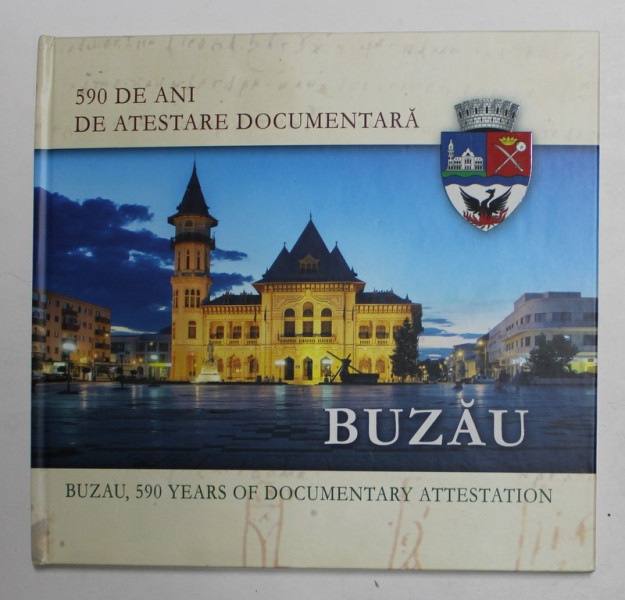 590 DE ANI
DE ATESTARE DOCUMENTARĂ
BUZĂU
BUZAU, 590 YEARS OF DOCUMENTARY ATTESTATION